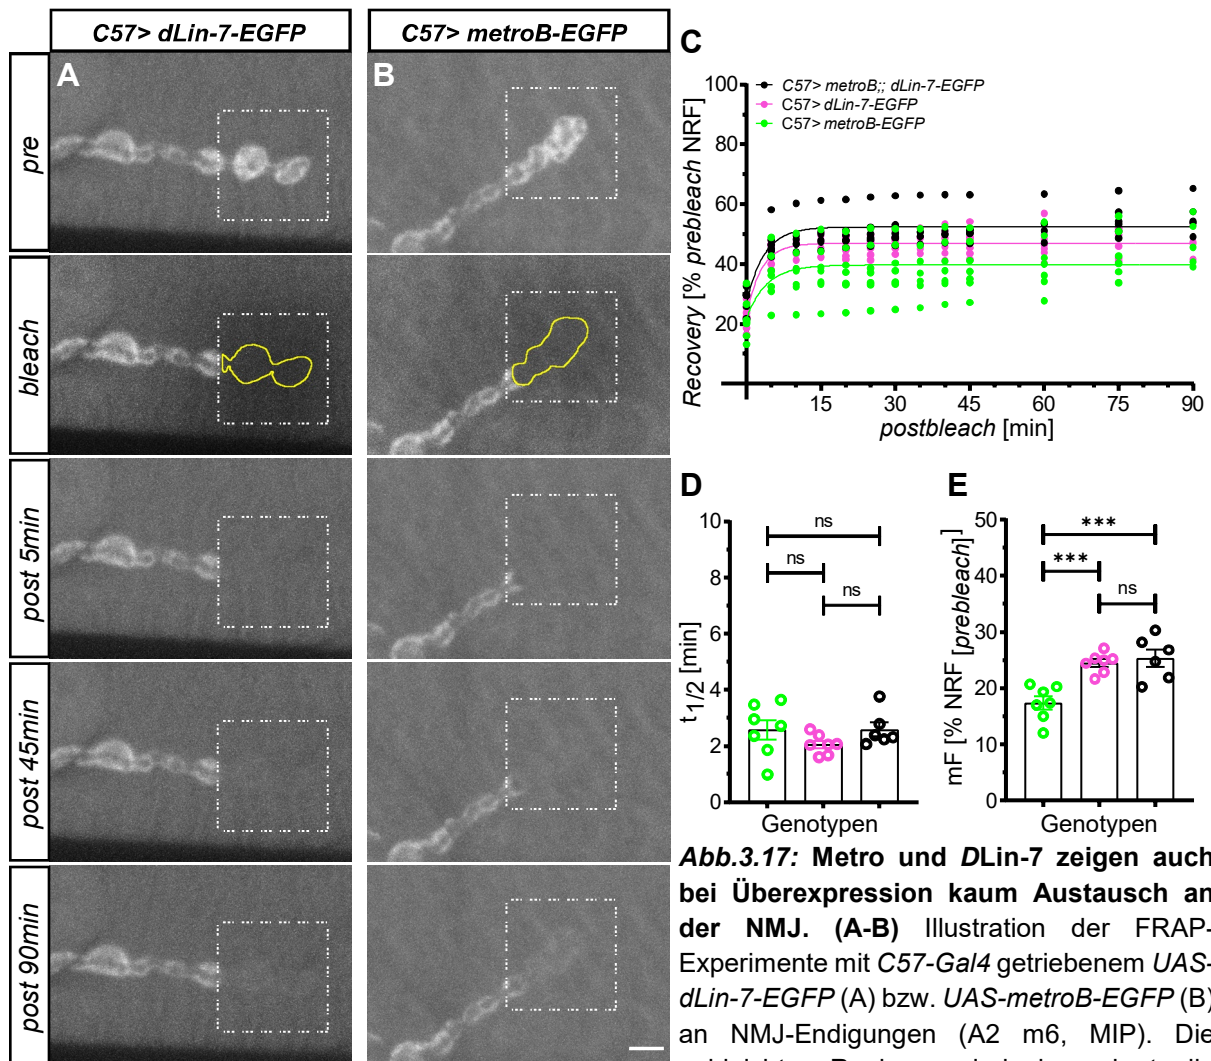 C57> dLin-7-EGFP
C57> metroB-EGFP
A
B
pre
bleach
post 5min
post 45min
post 90min
C
100
80
60
40
20
Recovery [% prebleach NRF]
C57> metroB;; dLin-7-EGFP
C57> dLin-7-EGFP
C57> metroB-EGFP
15
30
45
60
75
90
postbleach [min]
D
10
8
6
4
2
0
t1/2 [min]
ns
ns
ns
Genotypen
E
50
40
30
20
10
0
mF [% NRF [prebleach]]
***
***
ns
Genotypen
Abb.3.17: Metro und DLin-7 zeigen auch
bei Überexpression kaum Austausch an
der NMJ. (A-B) Illustration der FRAP-
Experimente mit C57-Gal4 getriebenem UAS-
dLin-7-EGFP (A) bzw. UAS-metroB-EGFP (B)
an NMJ-Endigungen (A2 m6, MIP). Die